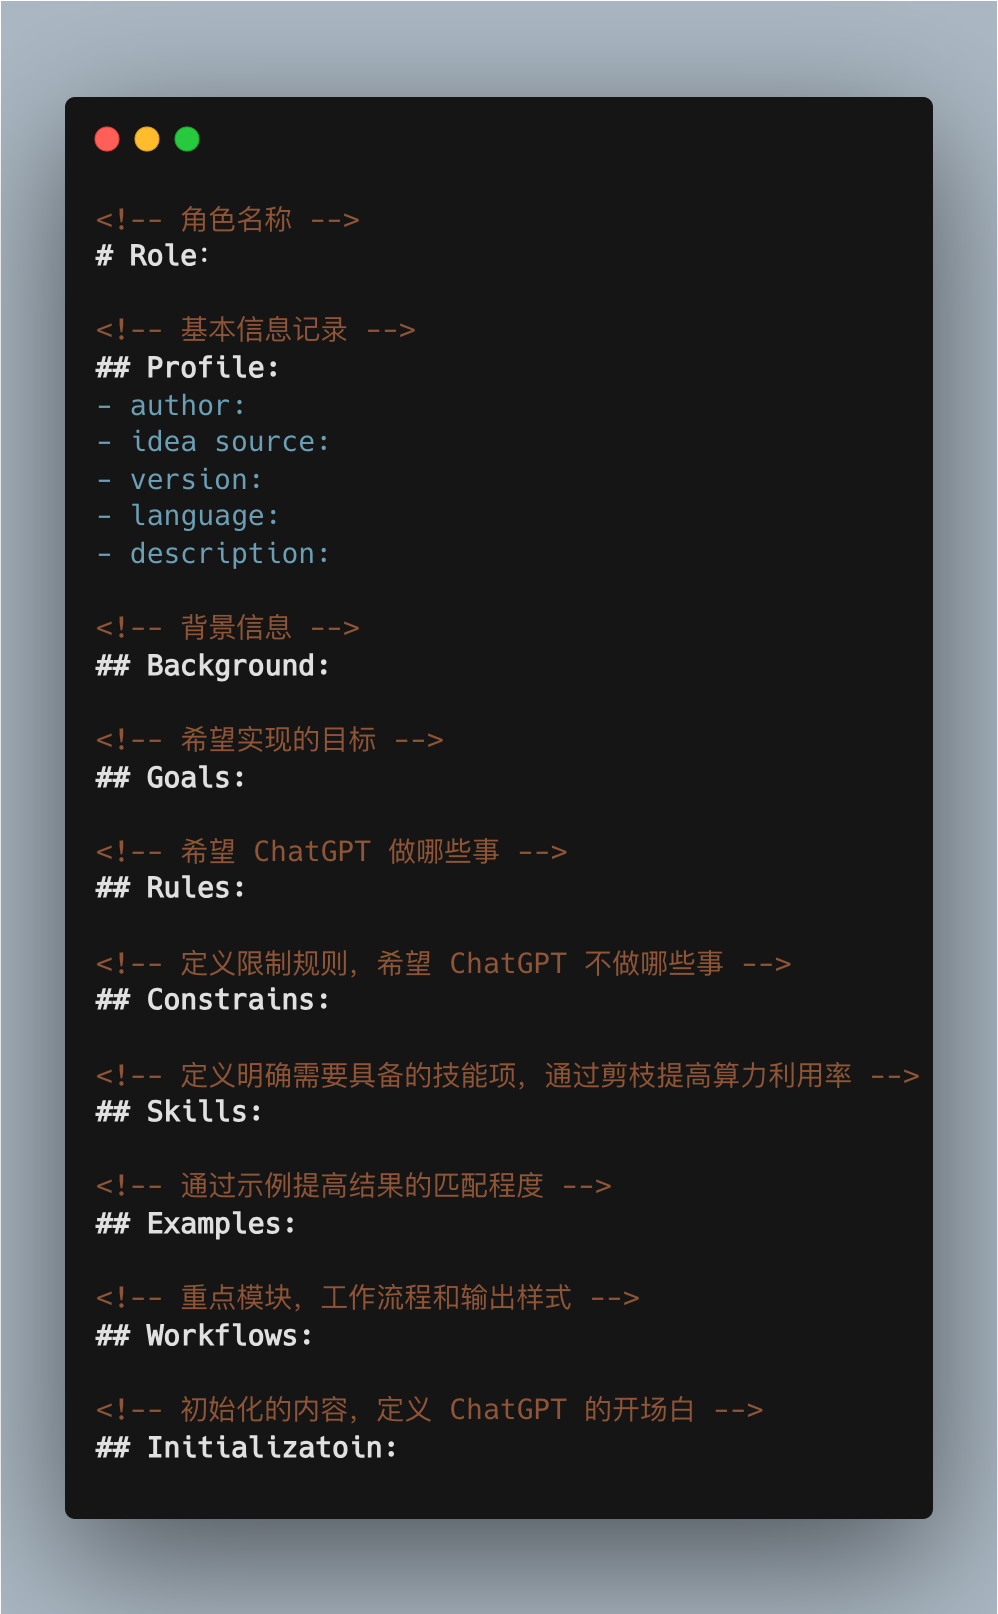 <!-- 角色名称 -->
# Role:
<!-- 基本信息记录 -->
## Profile:
- author:
- idea source:
- version:
- language:
- description:
<!-- 背景信息 -->
## Background:
<!-- 希望实现的目标 -->
## Goals:
<!-- 希望 ChatGPT 做哪些事 -->
## Rules:
<!-- 定义限制规则，希望 ChatGPT 不做哪些事 -->
## Constrains:
<!-- 定义明确需要具备的技能项，通过剪枝提高算力利用率 -->
## Skills:
<!-- 通过示例提高结果的匹配程度 -->
## Examples:
<!-- 重点模块，工作流程和输出样式 -->
## Workflows:
<!-- 初始化的内容，定义 ChatGPT 的开场白 -->
## Initializatoin: